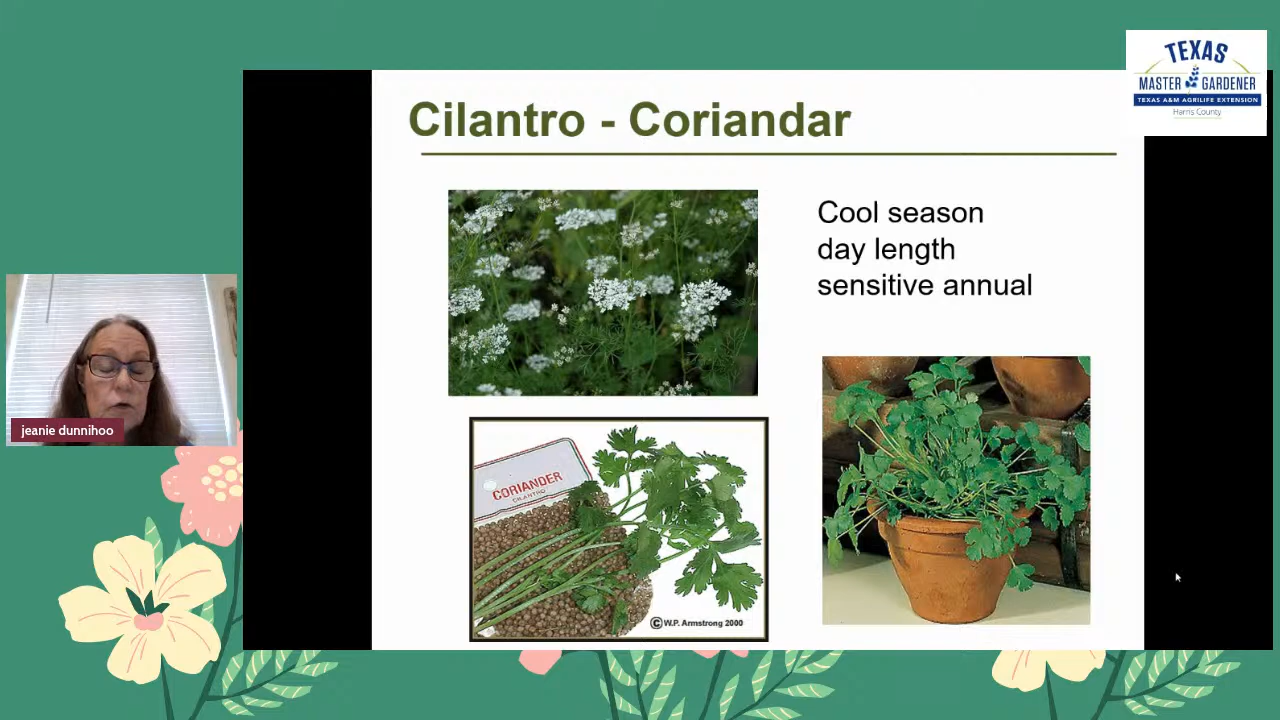 TEXAS
MASTER GARDENER
TEXAS A&M AGRILIFE EXTENSION
Harris County
Cilantro - Coriandar
Cool season
day length
sensitive annual
jeanie dunnihoo
CORIANDER
CILANTRO
©W.P. Armstrong 2000